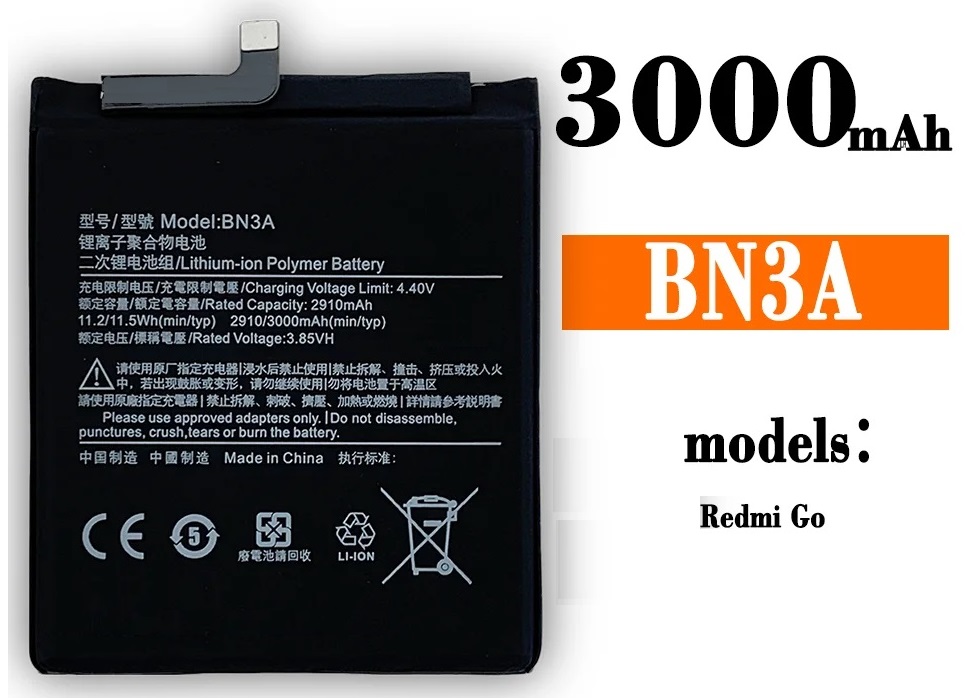 型号/型號 Model:BN3A
锂离子聚合物电池
二次锂电池组/Lithium-ion Polymer Battery
充电限制电压/充電限制電壓/Charging Voltage Limit: 4.40V
额定容量/額定電容量/Rated Capacity: 2910mAh
11.2/11.5Wh(min/typ) 2910/3000mAh(min/typ)
额定电压/標稱電壓/Rated Voltage:3.85VH
请使用原厂指定充电器|浸水后禁止使用|禁止拆解、撞击、挤压或投入火
中，若出现鼓胀或变形，请勿继续使用|勿将电池置于高温区
請使用原廠指定充電器 | 禁止拆解、刺破、擠壓、加熱或燃燒 | 詳情請參考説明書
Please use approved adapters only. |Do not disassemble,
punctures, crush,tears or burn the battery.
中国制造 中國制造 Made in China 执行标准：
CE
5
廢電池請回收
LI-ION
3000mAh
BN3A
models：
Redmi Go